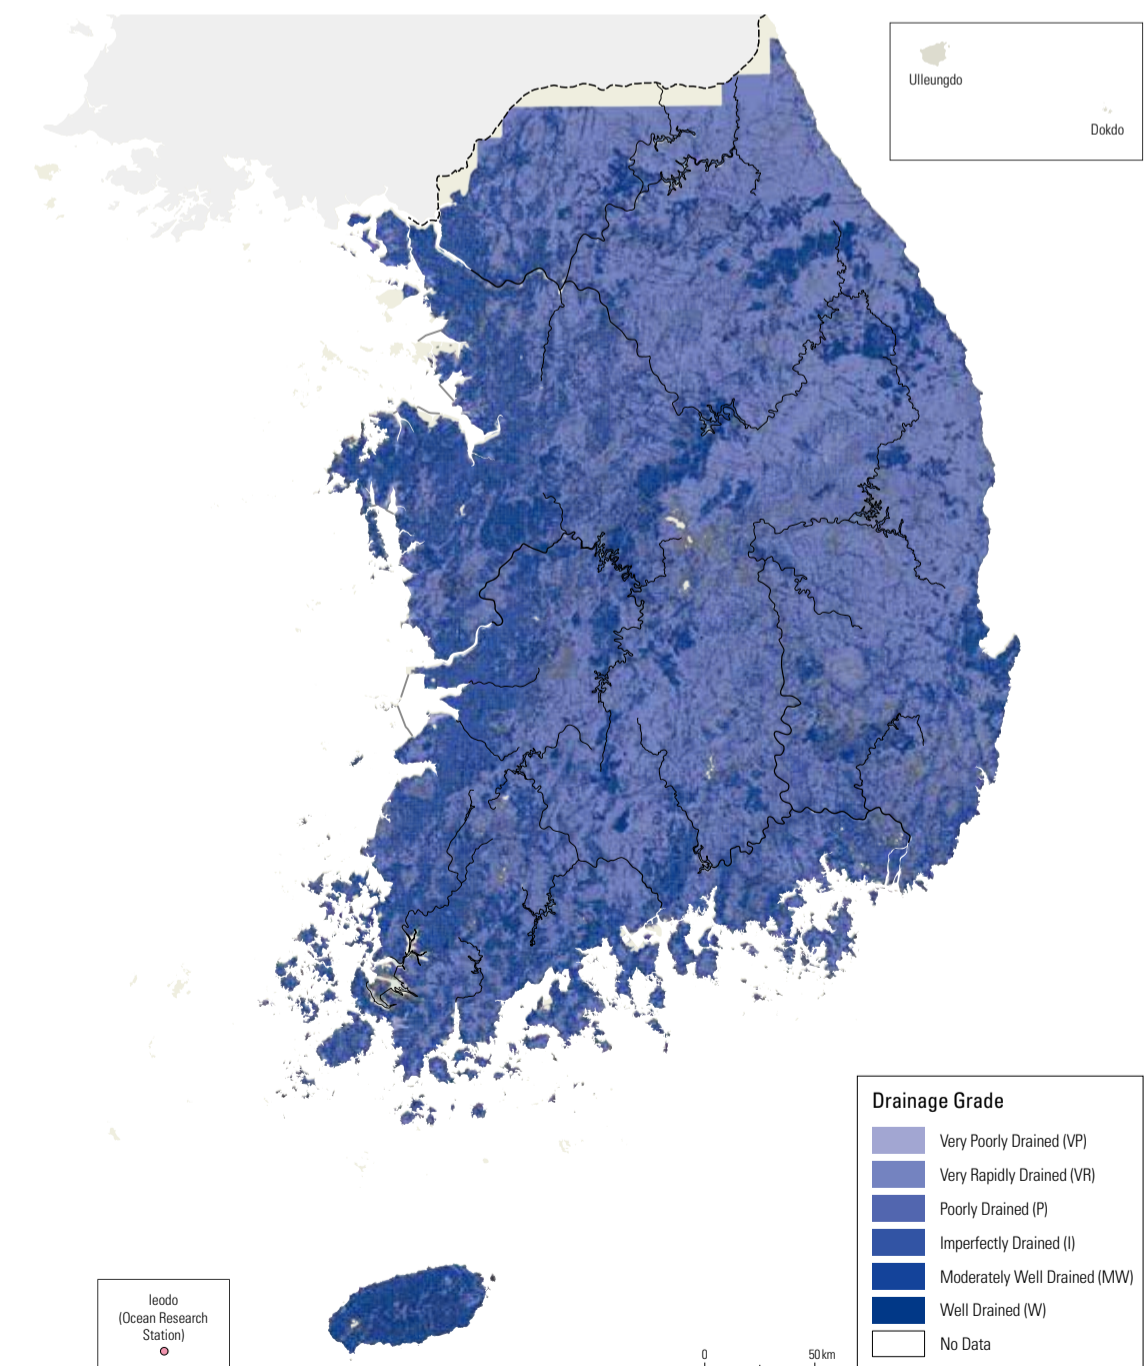 Ulleungdo
Dokdo
Drainage Grade
Very Poorly Drained (VP)
Very Rapidly Drained (VR)
Poorly Drained (P)
Imperfectly Drained (I)
Moderately Well Drained (MW)
Well Drained (W)
No Data
Ieodo
(Ocean Research
Station)
0 50 km